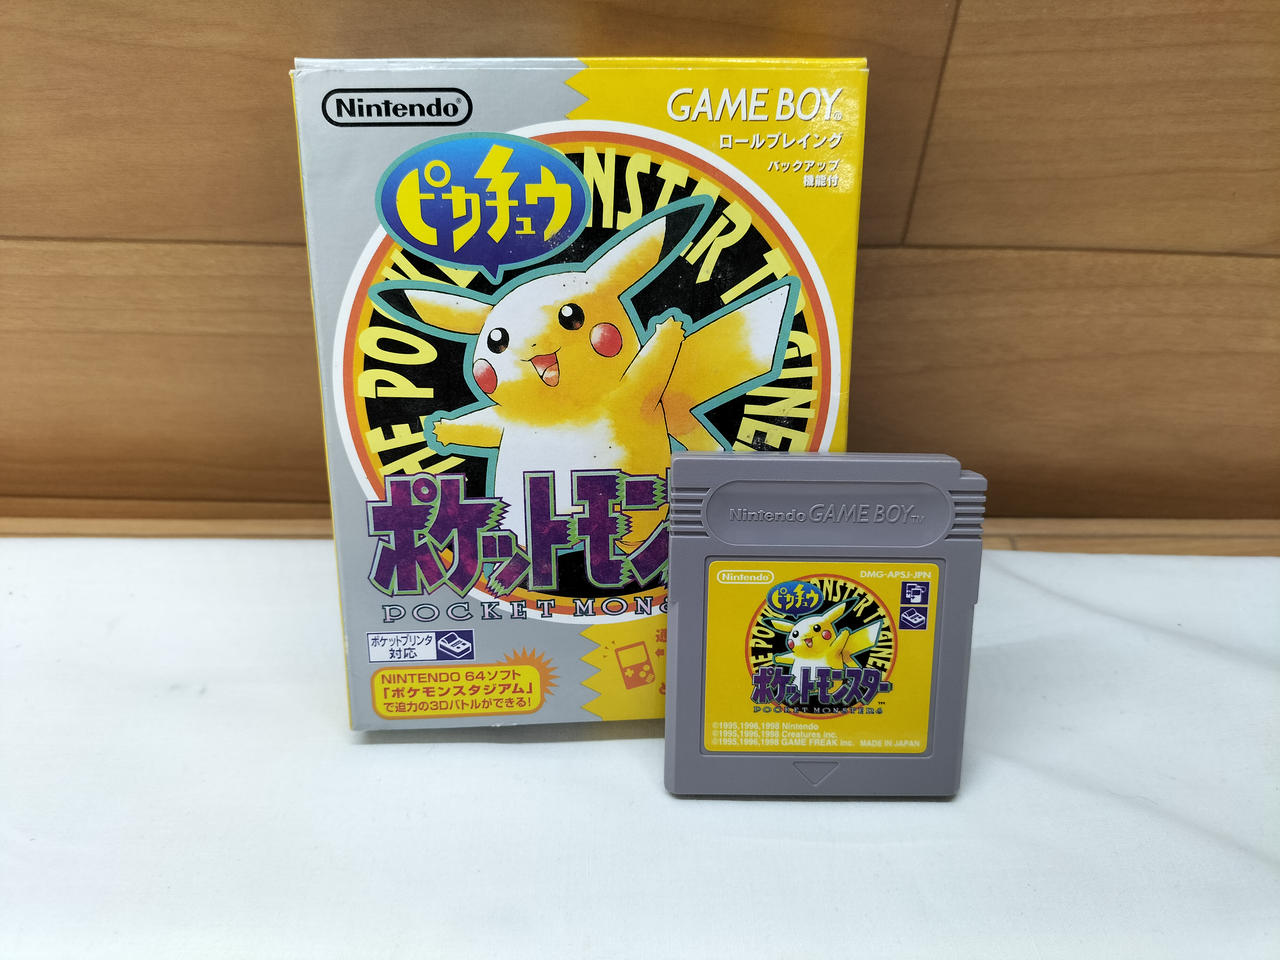 Nintendo®
GAME BOY®
ロールプレイング
バックアップ
機能付
ピカチュウ
ポケットモン
POCKET MON
ポケットプリンタ
対応
NINTENDO 64ソフト
「ポケモンスタジアム」
で迫力の3Dバトルができる!
Nintendo GAME BOY™
Nintendo
DMG-APSJ-JPN
ピカチュウ
ポケットモンスター™
POCKET MONSTERS
©1995,1996,1998 Nintendo
©1995,1996,1998 Creatures inc.
©1995,1996,1998 GAME FREAK inc. MADE IN JAPAN